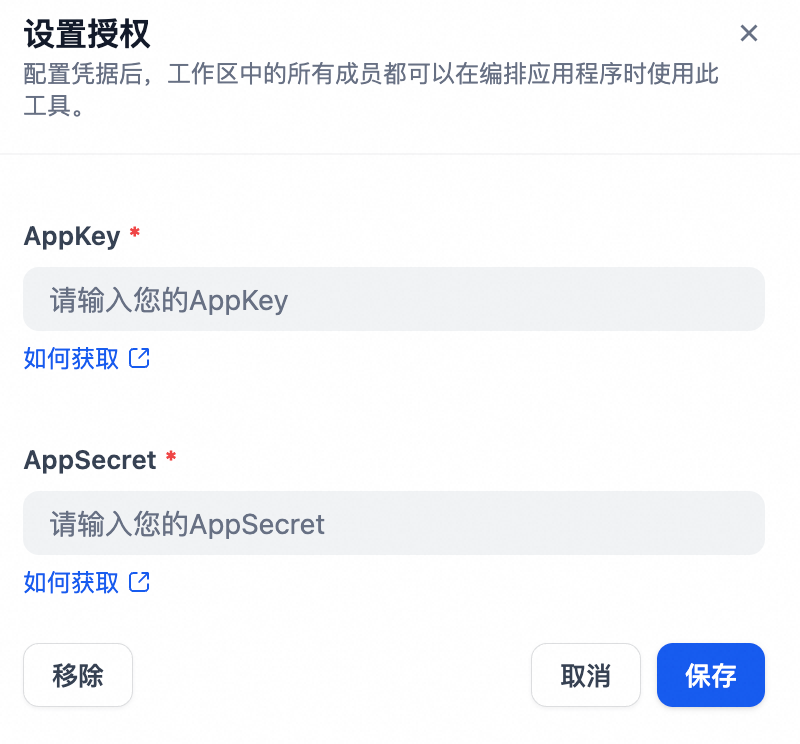 设置授权
配置凭据后，工作区中的所有成员都可以在编排应用程序时使用此
工具。
AppKey *
请输入您的AppKey
如何获取
AppSecret *
请输入您的AppSecret
如何获取
移除
取消
保存